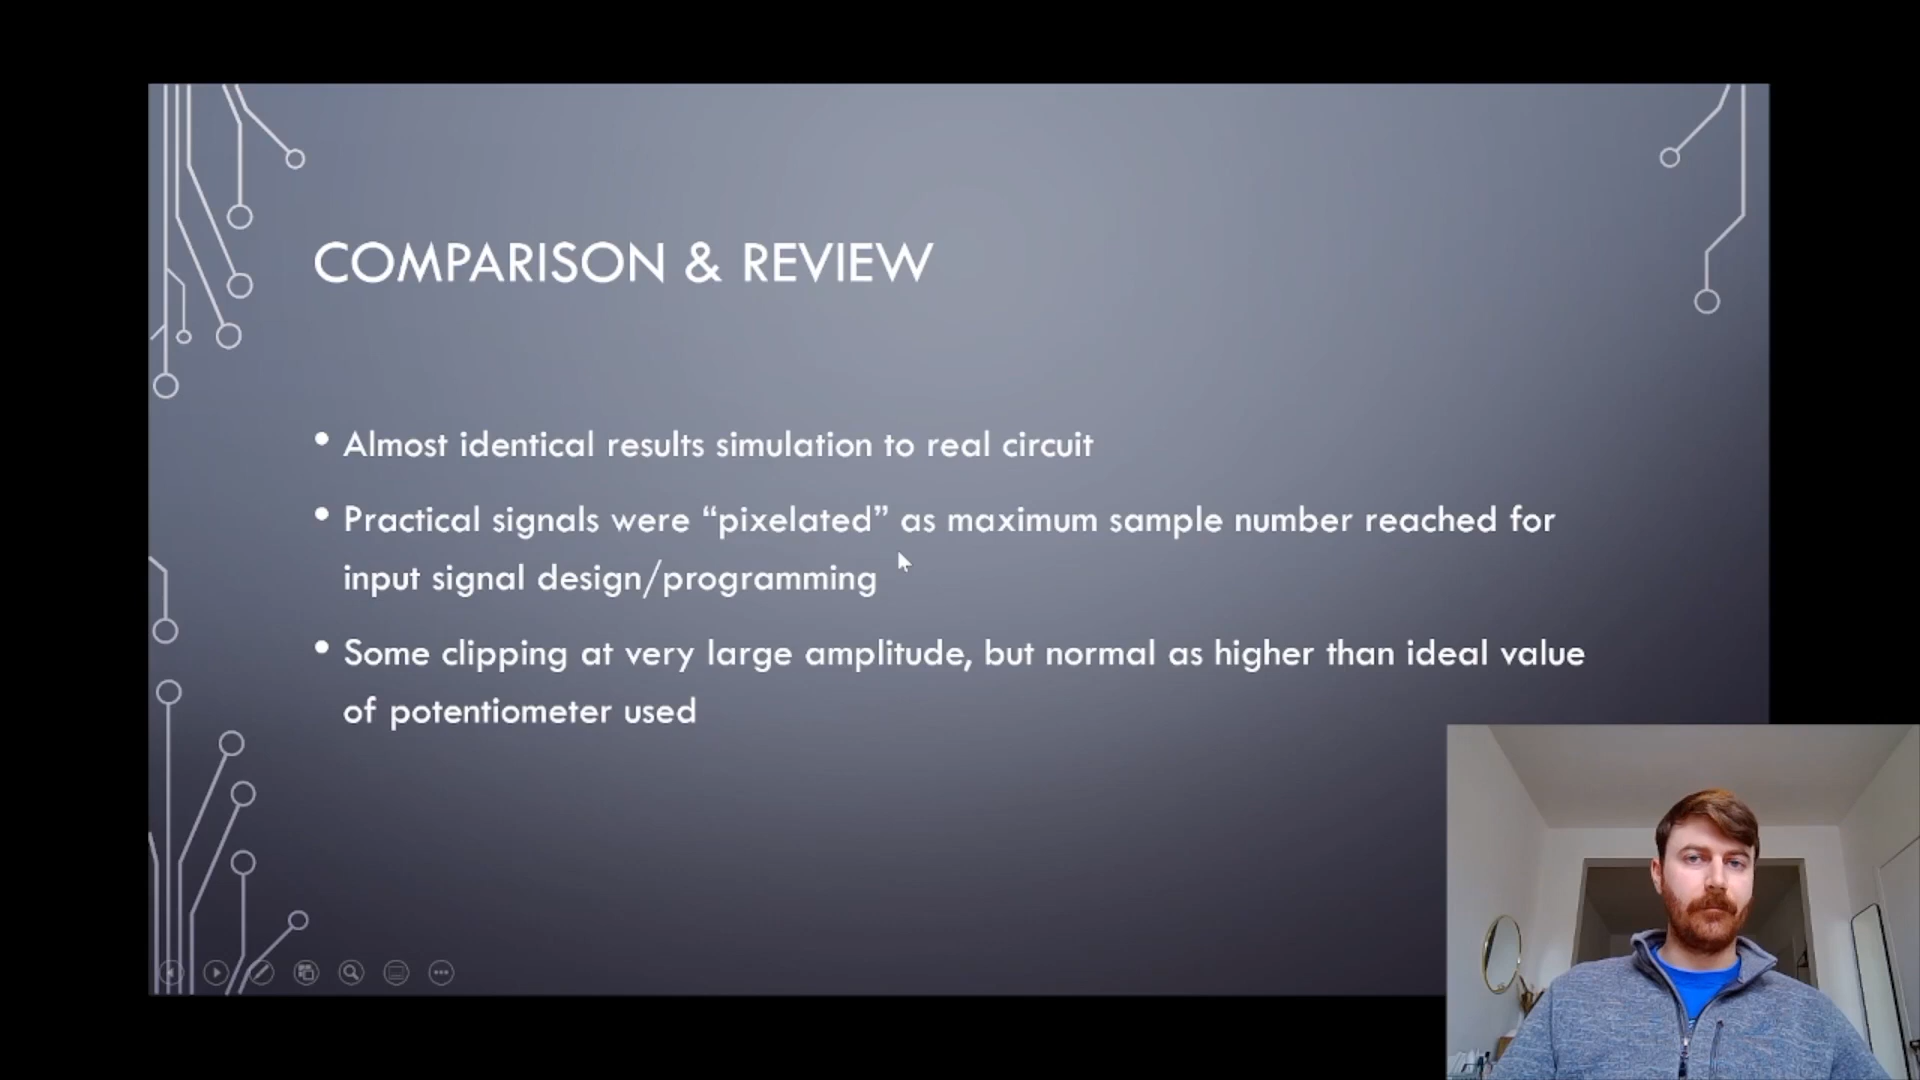 COMPARISON & REVIEW
• Almost identical results simulation to real circuit
• Practical signals were “pixelated” as maximum sample number reached for
input signal design/programming
• Some clipping at very large amplitude, but normal as higher than ideal value
of potentiometer used